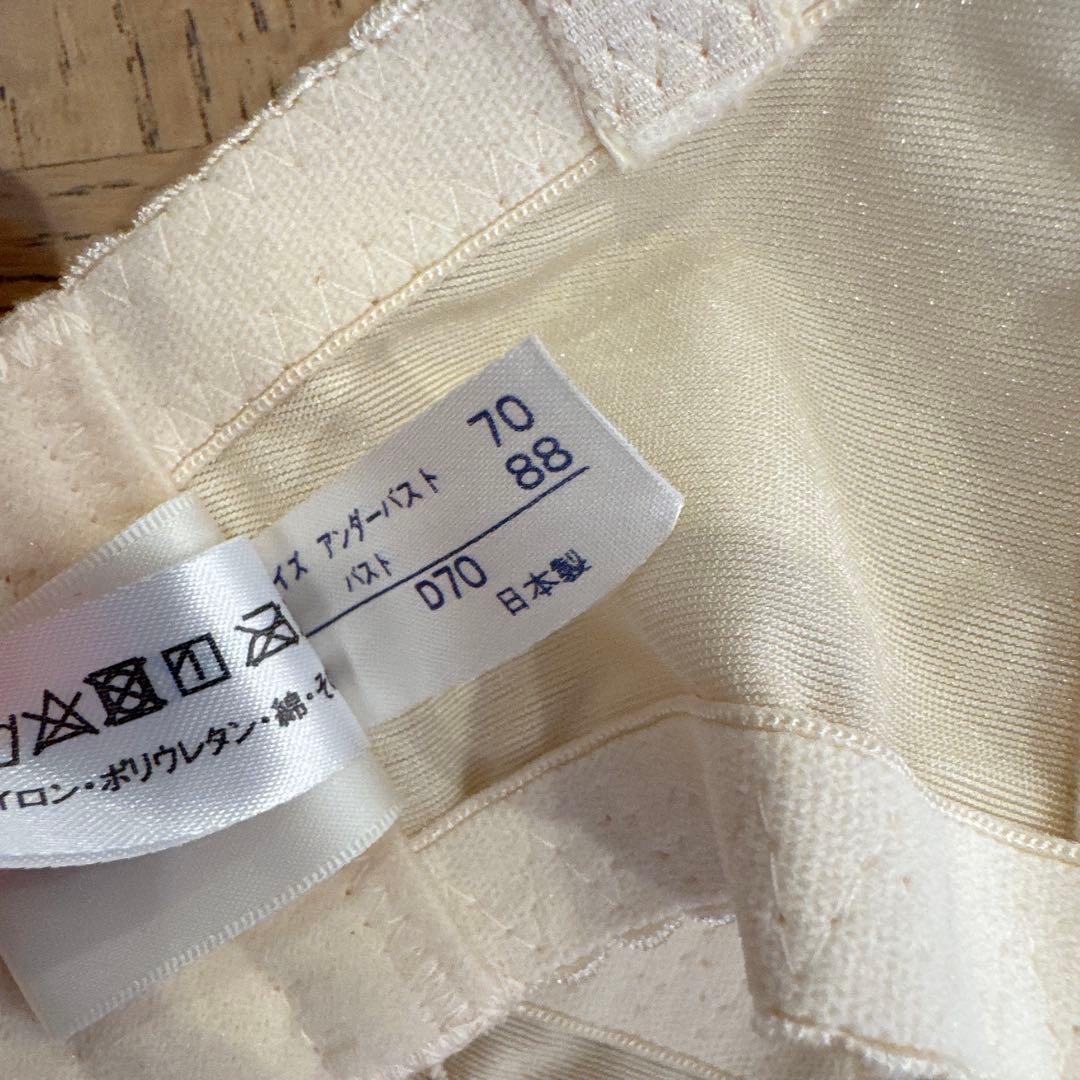 イズ アンダーバスト 70
バスト 88
D70
日本製
イロン・ポリウレタン・綿・そ